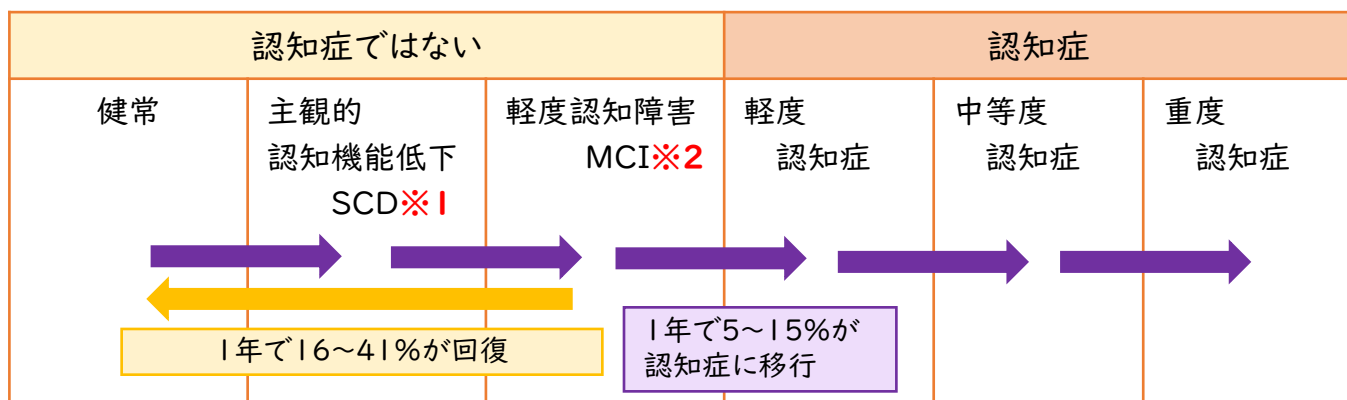 認知症ではない
認知症
健常
主観的
認知機能低下
SCD※1
軽度認知障害
MCI※2
軽度
認知症
中等度
認知症
重度
認知症
1年で16～41%が回復
1年で5～15%が
認知症に移行